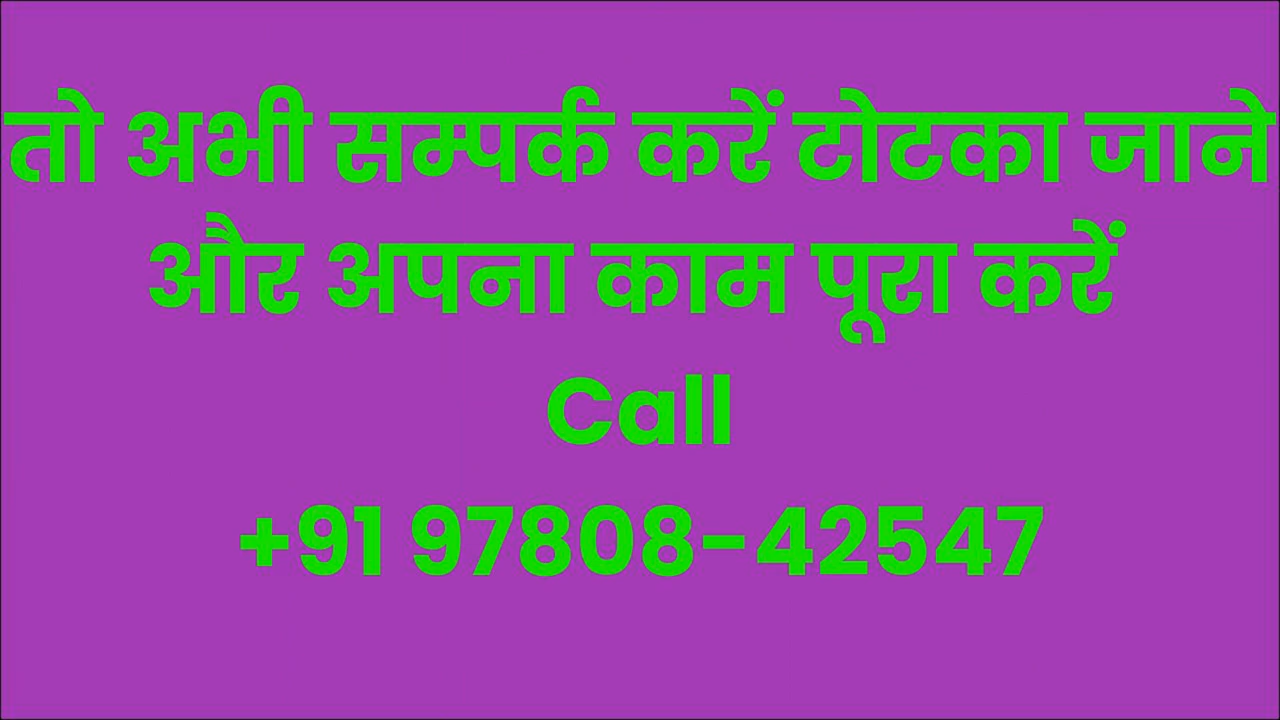 तो अभी सम्पर्क करें टोटका जाने
और अपना काम पूरा करें
Call
+91 97808-42547